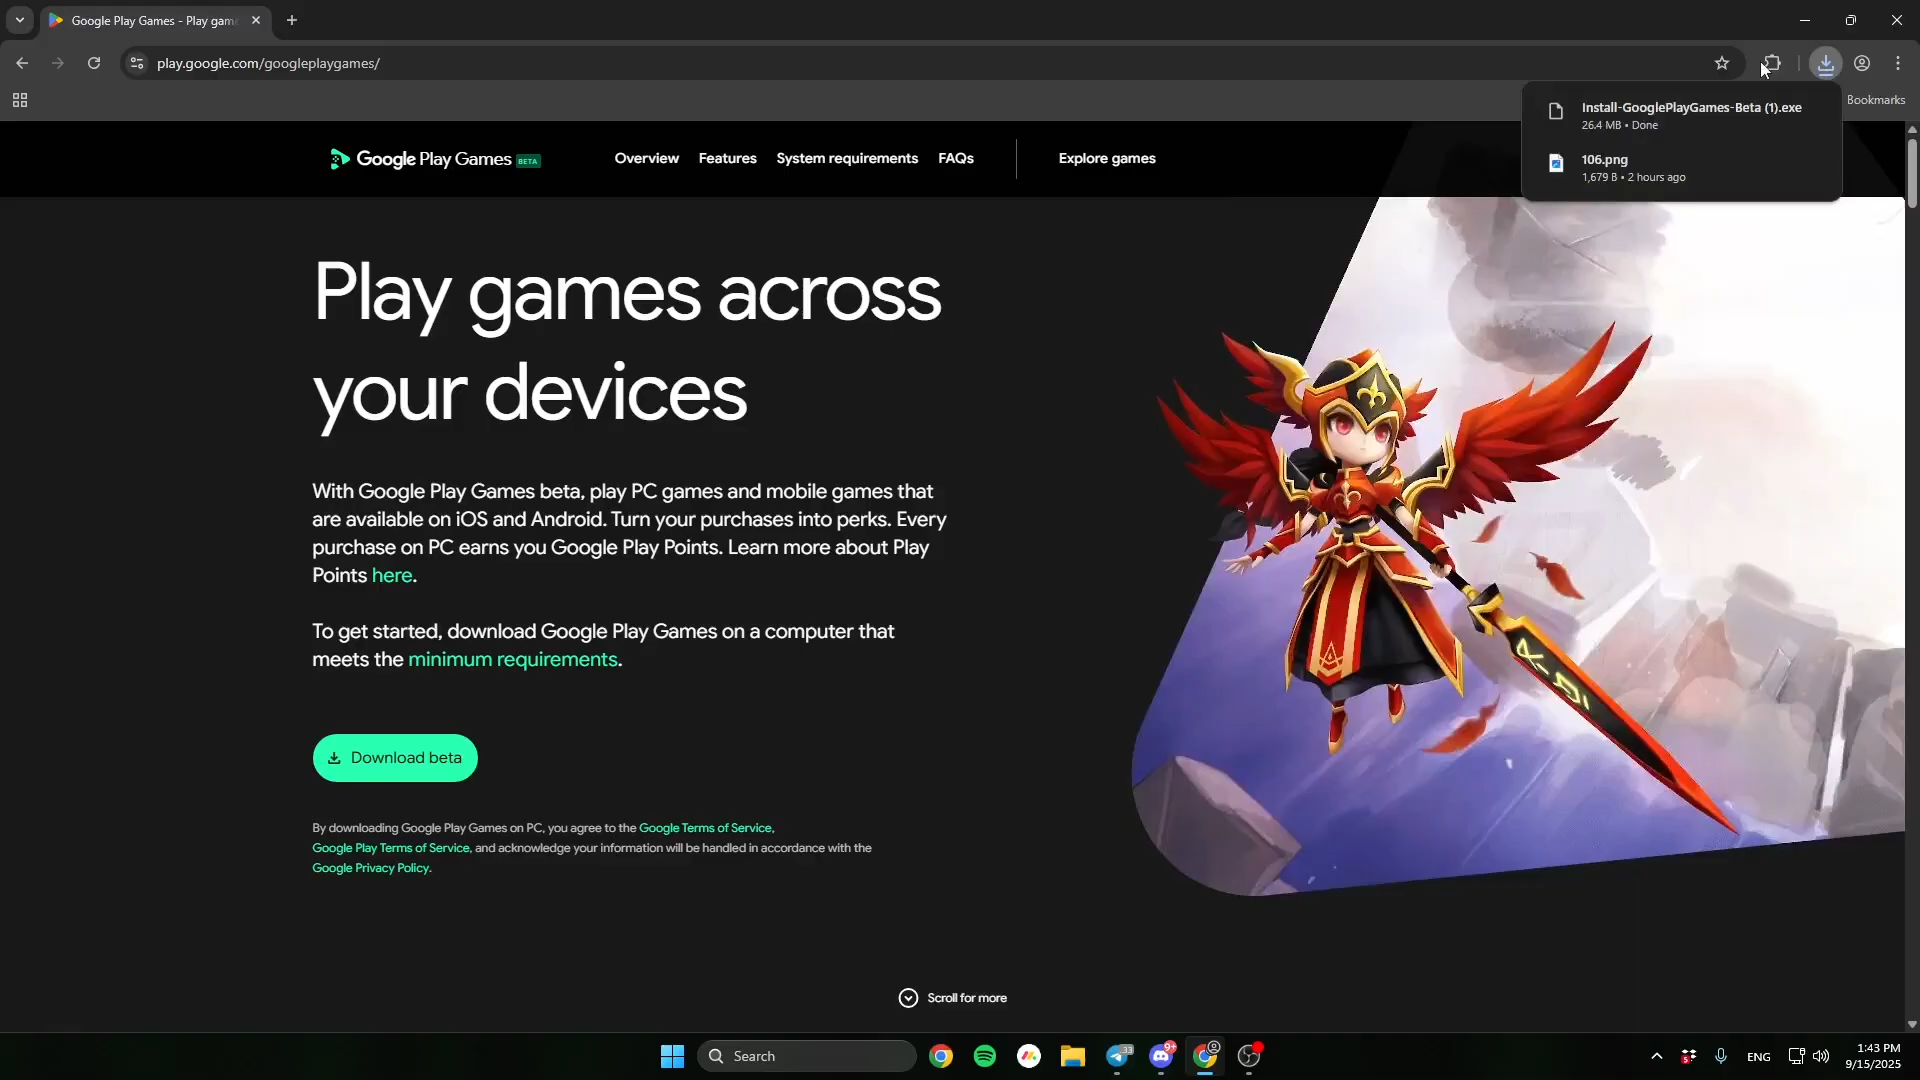 Google Play Games - Play gam
play.google.com/googleplaygames/
Install-GooglePlayGames-Beta (1).exe
26.4 MB • Done
106.png
1,679 B • 2 hours ago
Bookmarks
Google Play Games BETA
Overview
Features
System requirements
FAQs
Explore games
Play games across
your devices
With Google Play Games beta, play PC games and mobile games that
are available on iOS and Android. Turn your purchases into perks. Every
purchase on PC earns you Google Play Points. Learn more about Play
Points here.
To get started, download Google Play Games on a computer that
meets the minimum requirements.
Download beta
By downloading Google Play Games on PC, you agree to the Google Terms of Service,
Google Play Terms of Service, and acknowledge your information will be handled in accordance with the
Google Privacy Policy.
Scroll for more
Search
33
9+
ENG
1:43 PM
9/15/2025